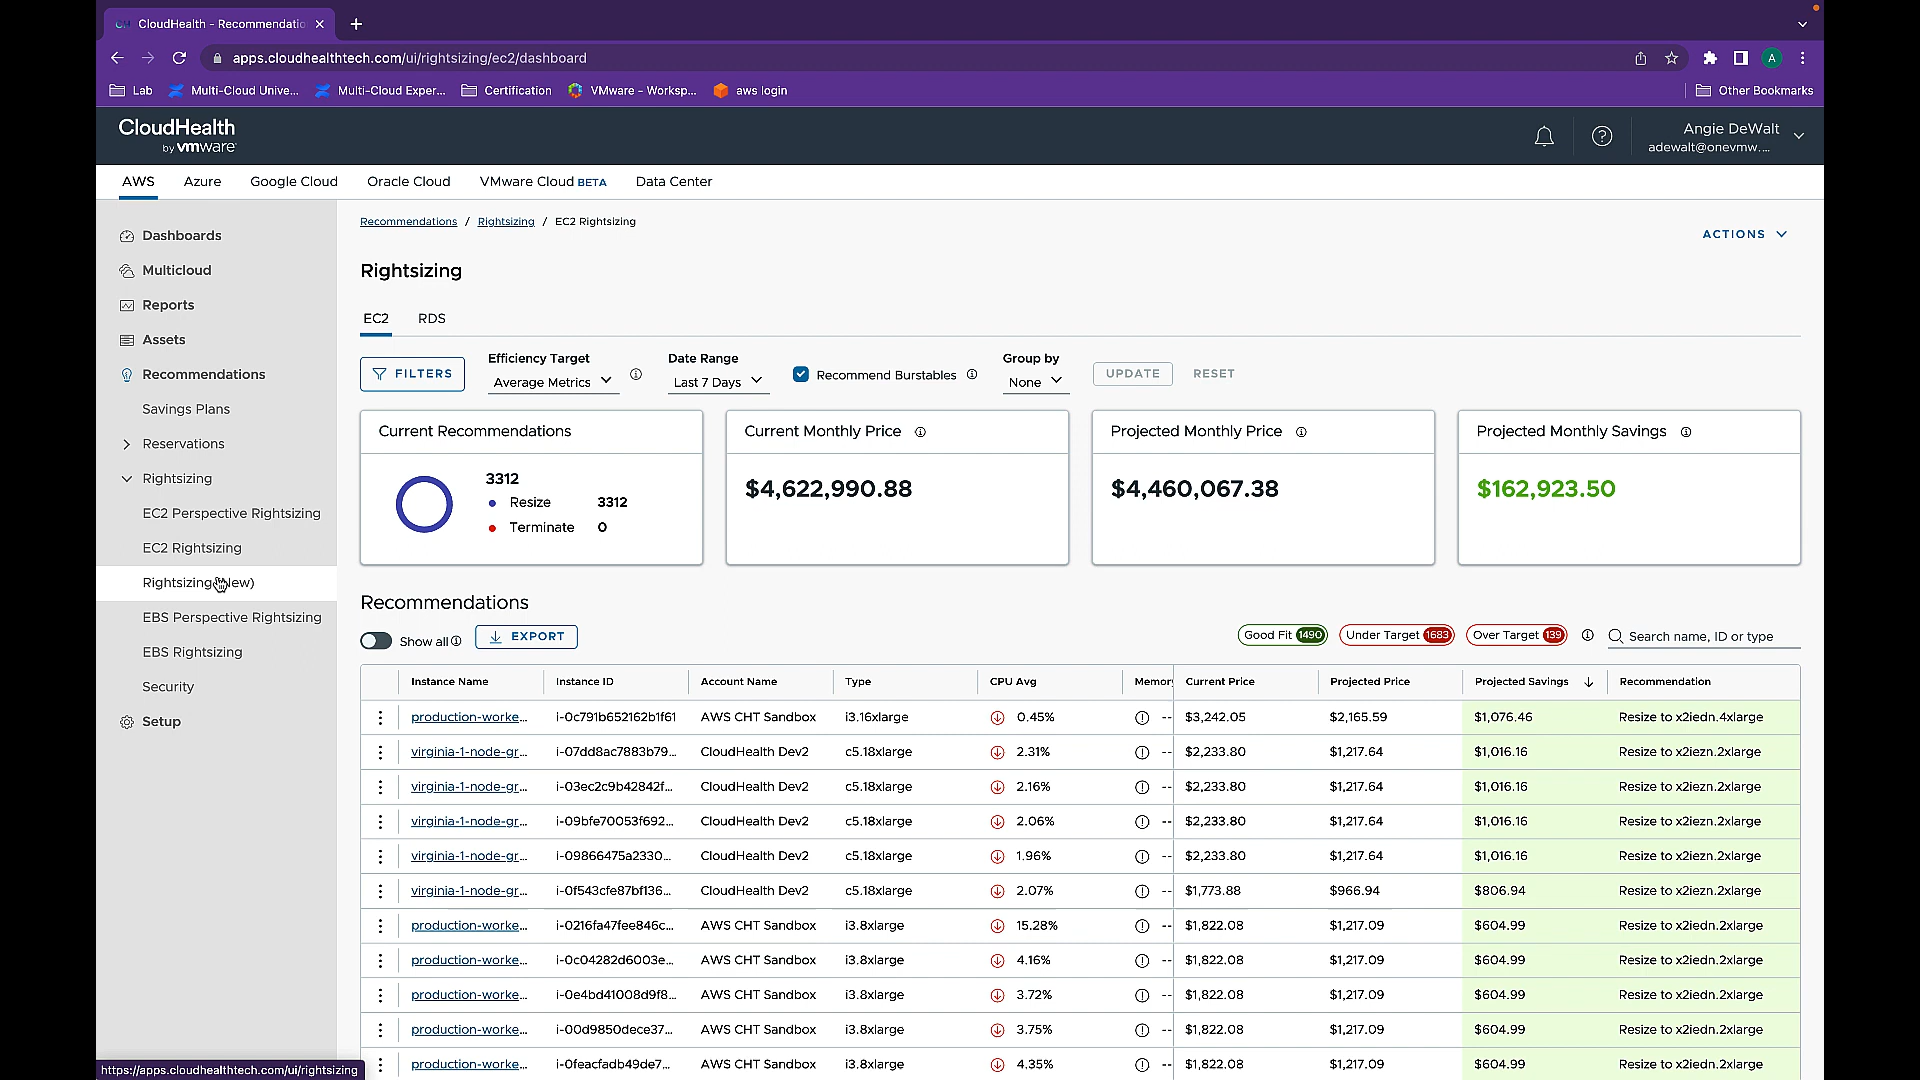 CloudHealth - Recommendatio
apps.cloudhealthtech.com/ui/rightsizing/ec2/dashboard
A
Lab
Multi-Cloud Unive...
Multi-Cloud Exper...
Certification
VMware - Worksp...
aws login
Other Bookmarks
CloudHealth
by vmware
Angie DeWalt
adewalt@onevmw....
AWS
Azure
Google Cloud
Oracle Cloud
VMware Cloud BETA
Data Center
Dashboards
Multicloud
Reports
Assets
Recommendations
Savings Plans
Reservations
Rightsizing
EC2 Perspective Rightsizing
EC2 Rightsizing
Rightsizing
EBS Perspective Rightsizing
EBS Rightsizing
Security
Setup
Recommendations / Rightsizing / EC2 Rightsizing
ACTIONS
Rightsizing
EC2
RDS
FILTERS
Efficiency Target
Average Metrics
Date Range
Last 7 Days
Recommend Burstables
Group by
None
UPDATE
RESET
Current Recommendations
3312
Resize 3312
Terminate 0
Current Monthly Price
$4,622,990.88
Projected Monthly Price
$4,460,067.38
Projected Monthly Savings
$162,923.50
Recommendations
Show all
EXPORT
Good Fit 1490
Under Target 1683
Over Target 139
Search name, ID or type
Instance Name Instance ID Account Name Type CPU Avg Memory Current Price Projected Price Projected Savings Recommendation
production-worke... i-0c791b652162b1f61 AWS CHT Sandbox i3.16xlarge 0.45% -- $3,242.05 $2,165.59 $1,076.46 Resize to x2iedn.4xlarge
virginia-1-node-gr... i-07dd8ac7883b79... CloudHealth Dev2 c5.18xlarge 2.31% -- $2,233.80 $1,217.64 $1,016.16 Resize to x2iezn.2xlarge
virginia-1-node-gr... i-03ec2c9b42842f... CloudHealth Dev2 c5.18xlarge 2.16% -- $2,233.80 $1,217.64 $1,016.16 Resize to x2iezn.2xlarge
virginia-1-node-gr... i-09bfe70053f692... CloudHealth Dev2 c5.18xlarge 2.06% -- $2,233.80 $1,217.64 $1,016.16 Resize to x2iezn.2xlarge
virginia-1-node-gr... i-09866475a2330... CloudHealth Dev2 c5.18xlarge 1.96% -- $2,233.80 $1,217.64 $1,016.16 Resize to x2iezn.2xlarge
virginia-1-node-gr... i-0f543cfe87bf136... CloudHealth Dev2 c5.18xlarge 2.07% -- $1,773.88 $966.94 $806.94 Resize to x2iezn.2xlarge
production-worke... i-0216fa47fee846c... AWS CHT Sandbox i3.8xlarge 15.28% -- $1,822.08 $1,217.09 $604.99 Resize to x2iedn.2xlarge
production-worke... i-0c04282d6003e... AWS CHT Sandbox i3.8xlarge 4.16% -- $1,822.08 $1,217.09 $604.99 Resize to x2iedn.2xlarge
production-worke... i-0e4bd41008d9f8... AWS CHT Sandbox i3.8xlarge 3.72% -- $1,822.08 $1,217.09 $604.99 Resize to x2iedn.2xlarge
production-worke... i-00d9850dece37... AWS CHT Sandbox i3.8xlarge 3.75% -- $1,822.08 $1,217.09 $604.99 Resize to x2iedn.2xlarge
production-worke... i-0feacfadb49de7... AWS CHT Sandbox i3.8xlarge 4.35% -- $1,822.08 $1,217.09 $604.99 Resize to x2iedn.2xlarge
https://apps.cloudhealthtech.com/ui/rightsizing